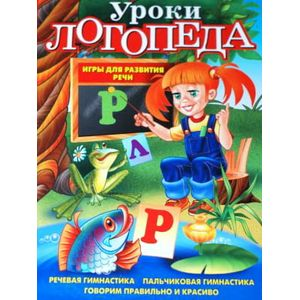 Уроки
ЛОГОПЕДА
ИГРЫ ДЛЯ РАЗВИТИЯ
РЕЧИ
Р
Л
Р
РЕЧЕВАЯ ГИМНАСТИКА ПАЛЬЧИКОВАЯ ГИМНАСТИКА
ГОВОРИМ ПРАВИЛЬНО И КРАСИВО